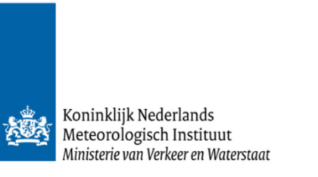 Koninklijk Nederlands
Meteorologisch Instituut
Ministerie van Verkeer en Waterstaat